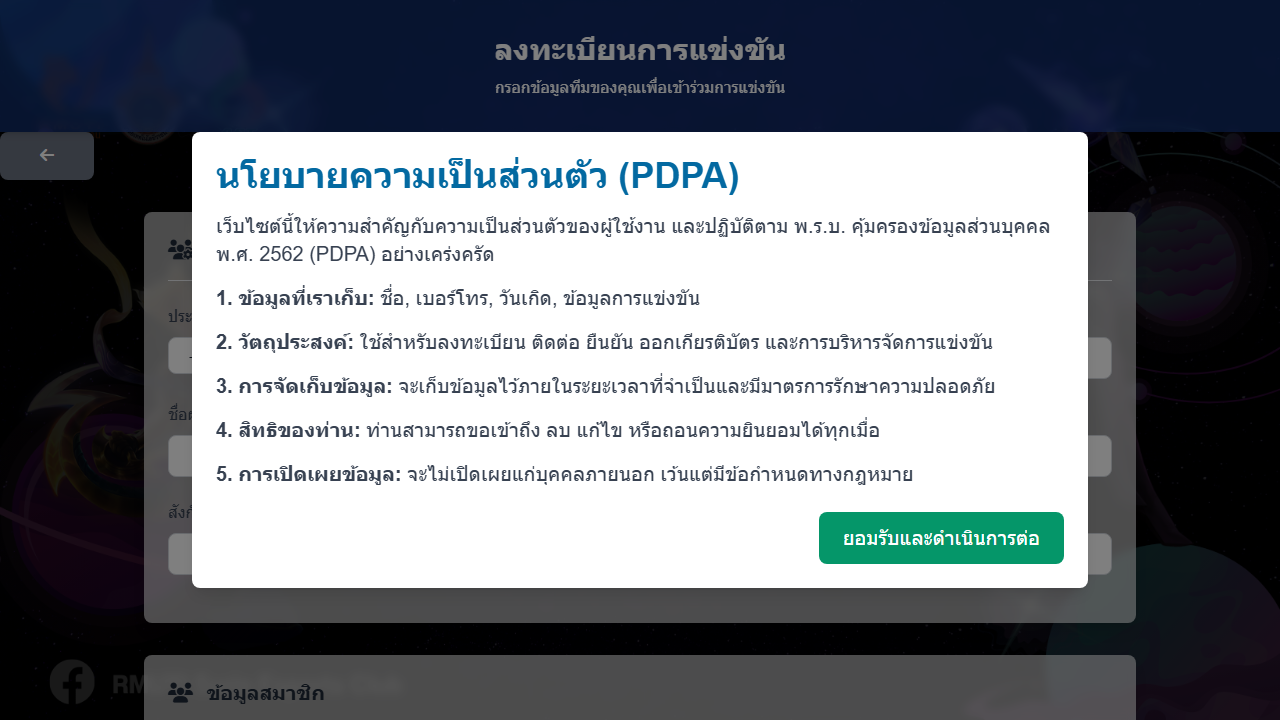 ลงทะเบียนการแข่งขัน
กรอกข้อมูลทีมของคุณเพื่อเข้าร่วมการแข่งขัน
นโยบายความเป็นส่วนตัว (PDPA)
เว็บไซต์นี้ให้ความสำคัญกับความเป็นส่วนตัวของผู้ใช้งาน และปฏิบัติตาม พ.ร.บ. คุ้มครองข้อมูลส่วนบุคคล
พ.ศ. 2562 (PDPA) อย่างเคร่งครัด
1. ข้อมูลที่เราเก็บ: ชื่อ, เบอร์โทร, วันเกิด, ข้อมูลการแข่งขัน
2. วัตถุประสงค์: ใช้สำหรับลงทะเบียน ติดต่อ ยืนยัน ออกเกียรติบัตร และการบริหารจัดการแข่งขัน
3. การจัดเก็บข้อมูล: จะเก็บข้อมูลไว้ภายในระยะเวลาที่จำเป็นและมีมาตรการรักษาความปลอดภัย
4. สิทธิของท่าน: ท่านสามารถขอเข้าถึง ลบ แก้ไข หรือถอนความยินยอมได้ทุกเมื่อ
5. การเปิดเผยข้อมูล: จะไม่เปิดเผยแก่บุคคลภายนอก เว้นแต่มีข้อกำหนดทางกฎหมาย
ยอมรับและดำเนินการต่อ
ข้อมูลสมาชิก